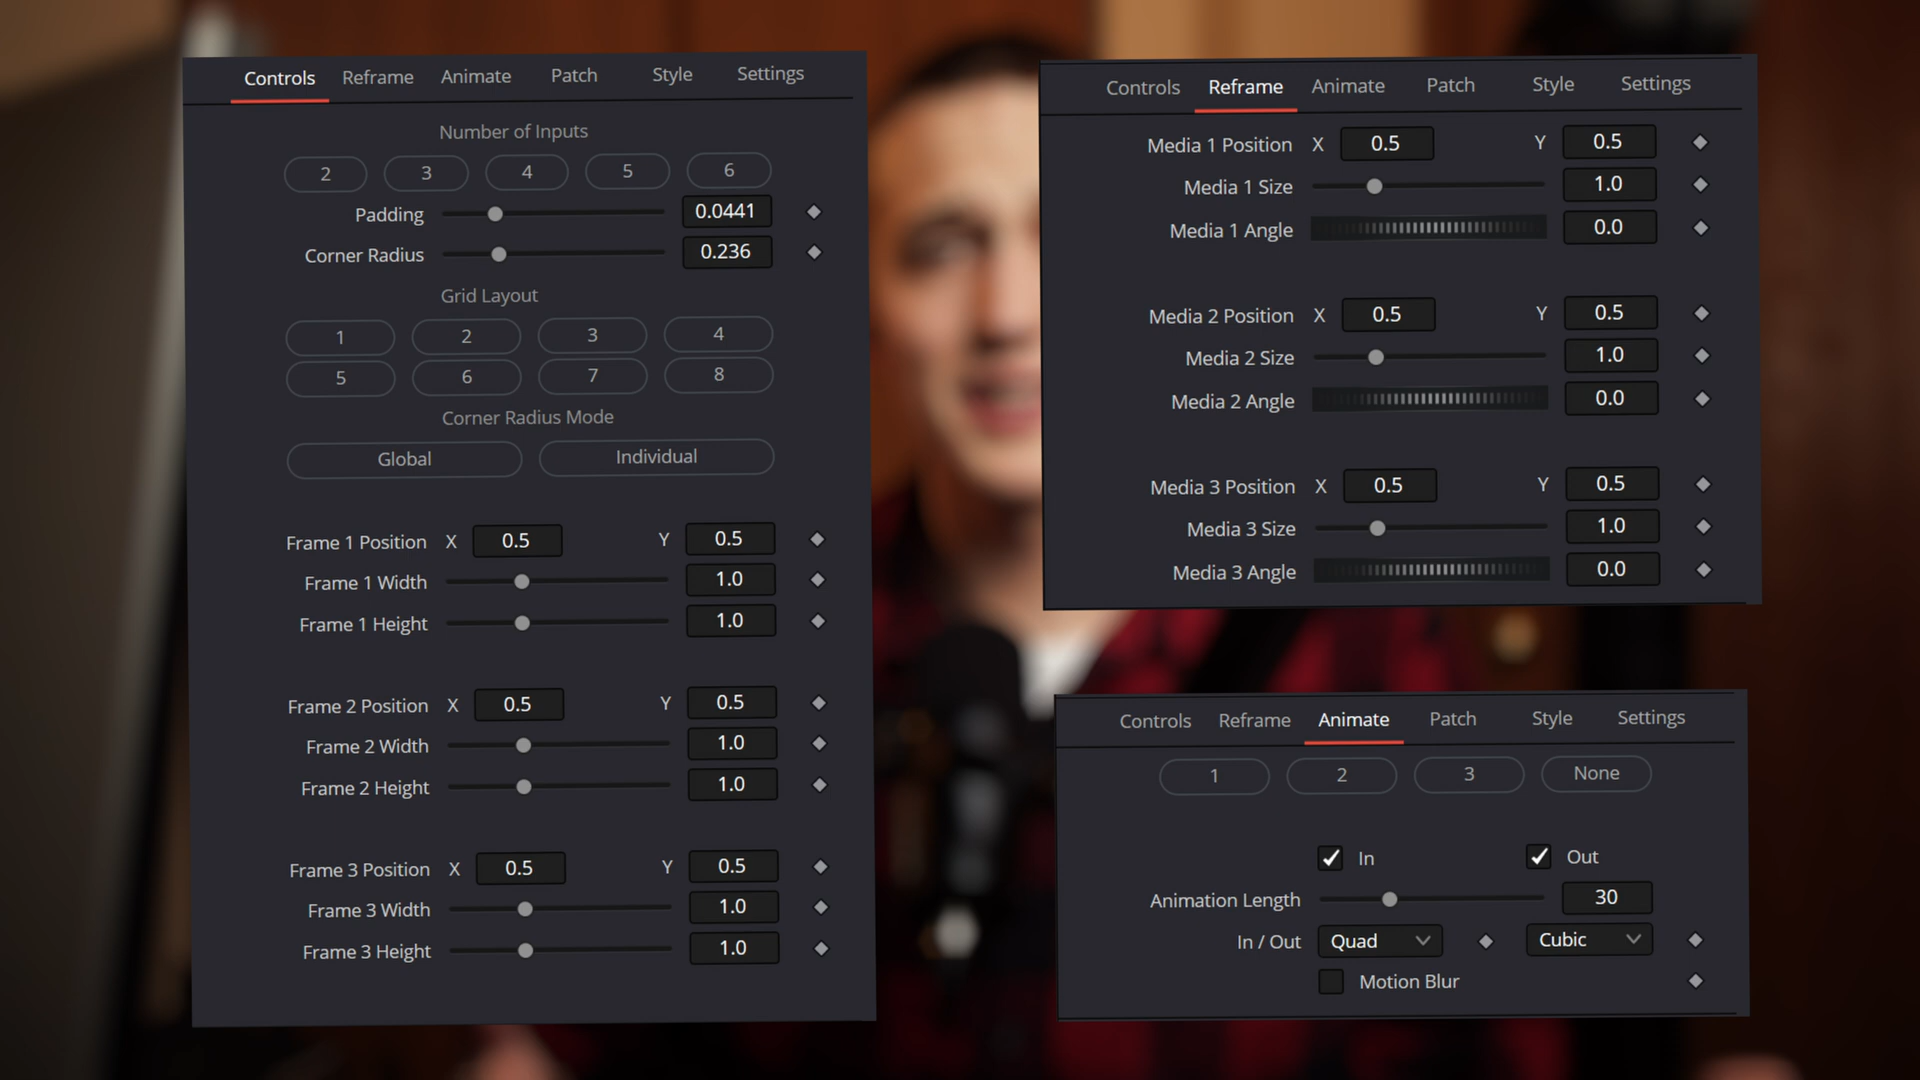 Controls Reframe Animate Patch Style Settings
Number of Inputs
2 3 4 5 6
Padding 0.0441
Corner Radius 0.236
Grid Layout
1 2 3 4
5 6 7 8
Corner Radius Mode
Global Individual
Frame 1 Position X 0.5 Y 0.5
Frame 1 Width 1.0
Frame 1 Height 1.0
Frame 2 Position X 0.5 Y 0.5
Frame 2 Width 1.0
Frame 2 Height 1.0
Frame 3 Position X 0.5 Y 0.5
Frame 3 Width 1.0
Frame 3 Height 1.0
Controls Reframe Animate Patch Style Settings
Media 1 Position X 0.5 Y 0.5
Media 1 Size 1.0
Media 1 Angle 0.0
Media 2 Position X 0.5 Y 0.5
Media 2 Size 1.0
Media 2 Angle 0.0
Media 3 Position X 0.5 Y 0.5
Media 3 Size 1.0
Media 3 Angle 0.0
Controls Reframe Animate Patch Style Settings
1 2 3 None
In Out
Animation Length 30
In / Out Quad Cubic
Motion Blur